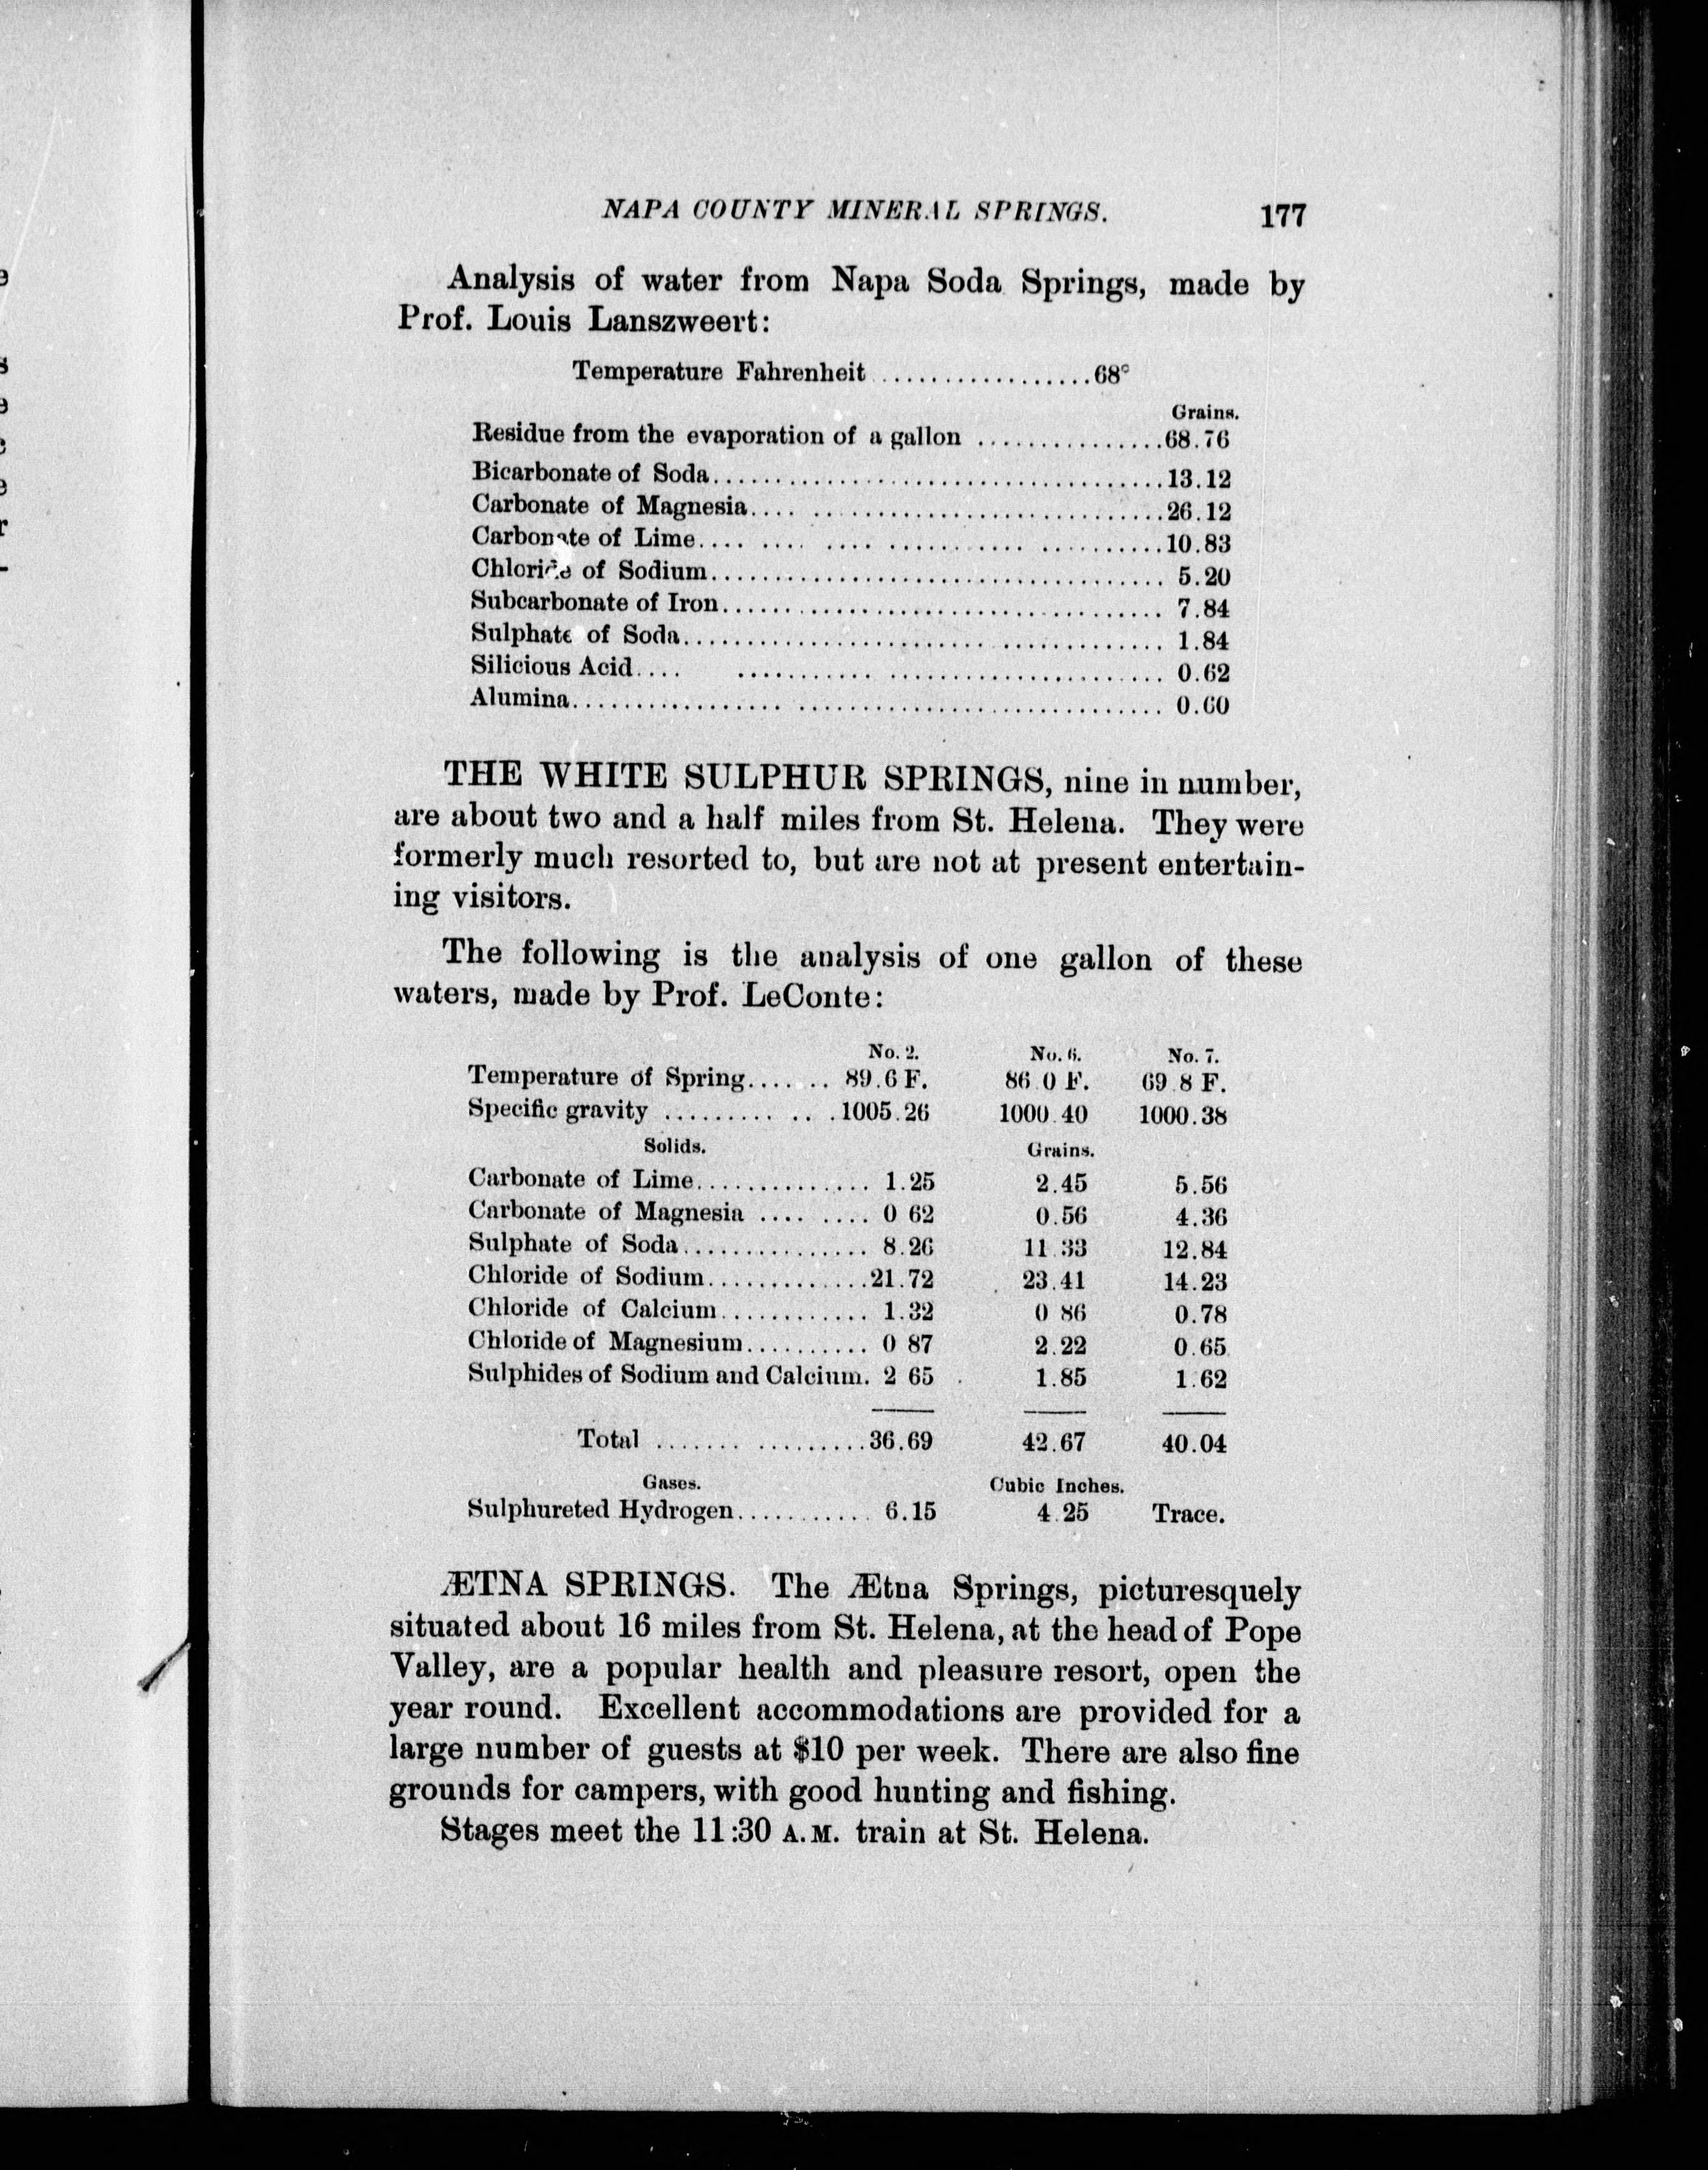 NAPA COUNTY MINERAL SPRINGS. 177
Analysis of water from Napa Soda Springs, made by
Prof. Louis Lanszweert:
Temperature Fahrenheit..................68°
Grains.
Residue from the evaporation of a gallon ...............68.76
Bicarbonate of Soda....................................13.12
Carbonate of Magnesia.... ..............................26.12
Carbonate of Lime.... .... .... ........... ..........10.83
Chloride of Sodium.................................... 5.20
Subcarbonate of Iron................................... 7.84
Sulphate of Soda........................ ............. 1.84
Silicious Acid.... ........... ...................... 0.62
Alumina................. ............................. 0.60
THE WHITE SULPHUR SPRINGS, nine in number,
are about two and a half miles from St. Helena. They were
formerly much resorted to, but are not at present entertain-
ing visitors.
The following is the analysis of one gallon of these
waters, made by Prof. LeConte:
No. 2. No. 6. No. 7.
Temperature of Spring....... 89.6 F. 86 0 F. 69 8 F.
Specific gravity ......... .. .1005.26 1000 40 1000.38
Solids. Grains.
Carbonate of Lime.............. 1.25 2.45 5.56
Carbonate of Magnesia .... .... 0 62 0.56 4.36
Sulphate of Soda............... 8.26 11 33 12.84
Chloride of Sodium.............21.72 23.41 14.23
Chloride of Calcium............ 1.32 0 86 0.78
Chloride of Magnesium.......... 0 87 2.22 0.65
Sulphides of Sodium and Calcium. 2 65 1.85 1.62
Total ....... .........36.69 42.67 40.04
Gases. Cubic Inches.
Sulphureted Hydrogen........... 6.15 4.25 Trace.
ÆTNA SPRINGS. The Ætna Springs, picturesquely
situated about 16 miles from St. Helena, at the head of Pope
Valley, are a popular health and pleasure resort, open the
year round. Excellent accommodations are provided for a
large number of guests at $10 per week. There are also fine
grounds for campers, with good hunting and fishing.
Stages meet the 11:30 A.M. train at St. Helena.